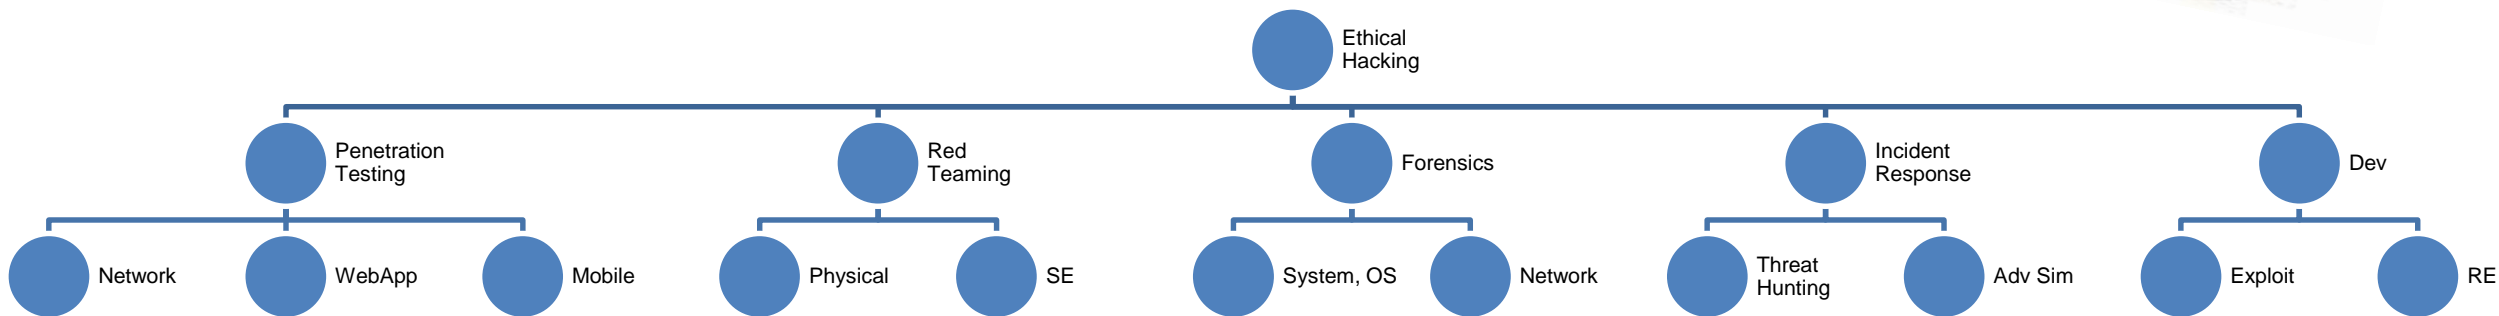 Ethical
Hacking
Penetration
Testing
Red
Teaming
Forensics
Incident
Response
Dev
Network
WebApp
Mobile
Physical
SE
System, OS
Network
Threat
Hunting
Adv Sim
Exploit
RE